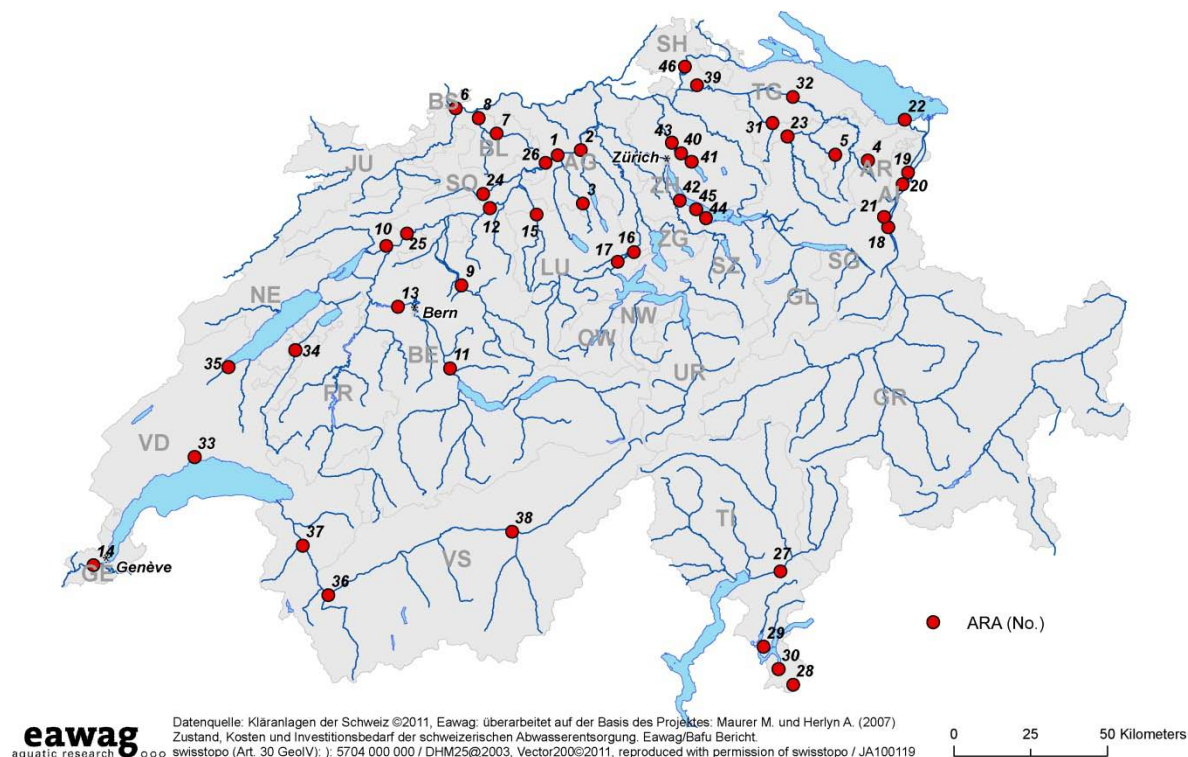 SH
46
39
32
TG
6
BS
8
22
7
31
23
43
40
2
5
BL
1
4
Zürich
41
26
AG
19
JU
AR
20
24
3
ZH
42
45
AI
SO
21
12
15
44
10
25
16
18
17
ZG
LU
SZ
SG
9
NE
13
GL
Bern
NW
OW
34
BE
11
UR
35
FR
GR
VD
33
TI
38
37
VS
14
27
Genève
GE
36
ARA (No.)
29
30
28
eawag
aquatic research
Datenquelle: Kläranlagen der Schweiz ©2011, Eawag: überarbeitet auf der Basis des Projektes: Maurer M. und Herlyn A. (2007)
Zustand, Kosten und Investitionsbedarf der schweizerischen Abwasserentsorgung. Eawag/Bafu Bericht.
swisstopo (Art. 30 GeoIV): ): 5704 000 000 / DHM25@2003, Vector200©2011, reproduced with permission of swisstopo / JA100119
0 25 50 Kilometers